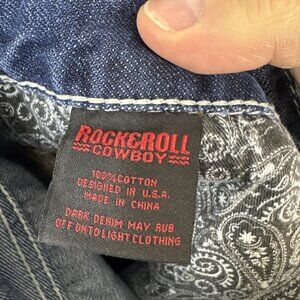 ROCK&ROLL
COWBOY
100% COTTON
DESIGNED IN U.S.A
MADE IN CHINA
DARK DENIM MAY RUB
OFF ONTO LIGHT CLOTHING